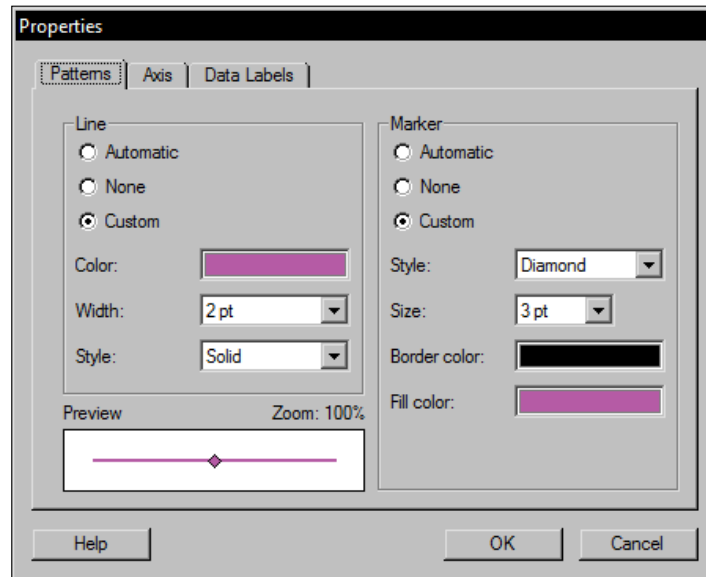 Properties
Patterns Axis Data Labels
Line
Automatic
None
Custom
Color:
Width: 2 pt
Style: Solid
Preview Zoom: 100%
Marker
Automatic
None
Custom
Style: Diamond
Size: 3 pt
Border color:
Fill color:
Help OK Cancel